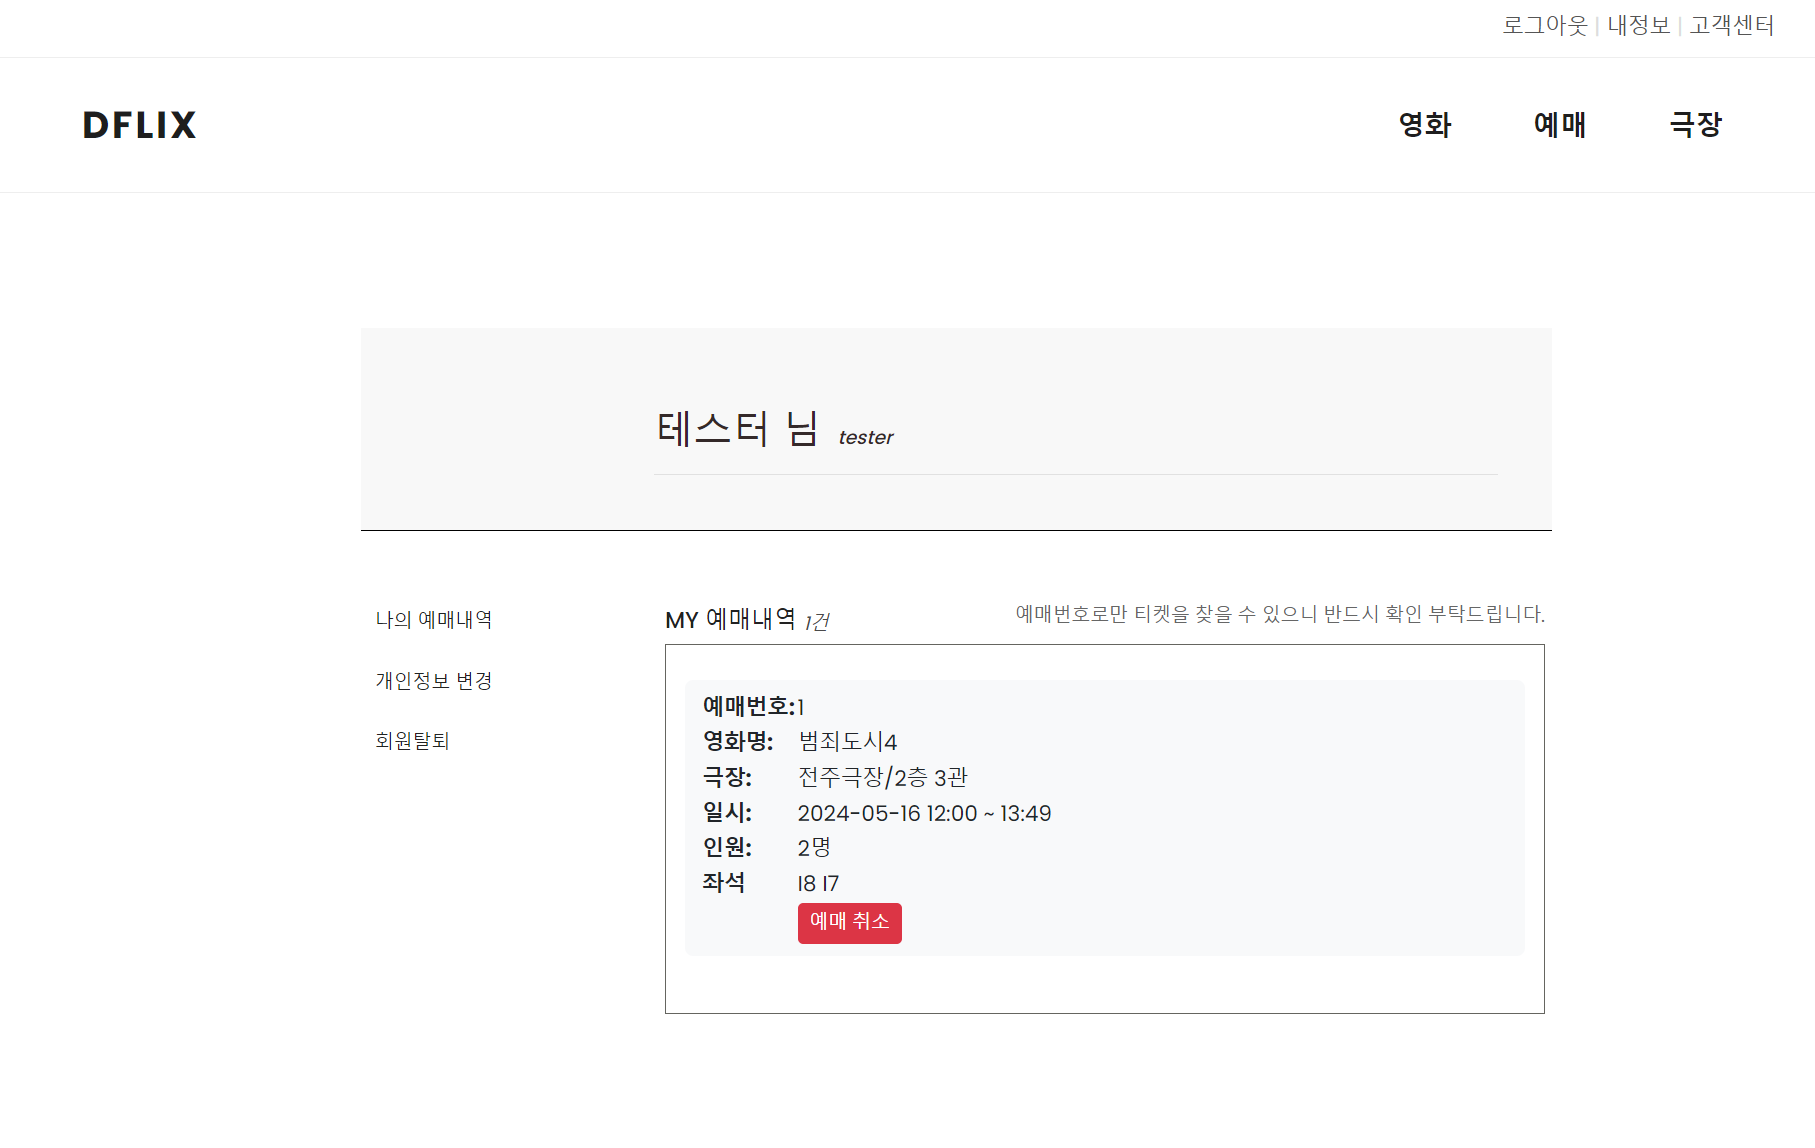 로그아웃 | 내정보 | 고객센터
DFLIX
영화 예매 극장
테스터 님 tester
나의 예매내역
개인정보 변경
회원탈퇴
MY 예매내역 1건
예매번호로만 티켓을 찾을 수 있으니 반드시 확인 부탁드립니다.
예매번호:1
영화명: 범죄도시4
극장: 전주극장/2층 3관
일시: 2024-05-16 12:00 ~ 13:49
인원: 2명
좌석 I8 I7
예매 취소